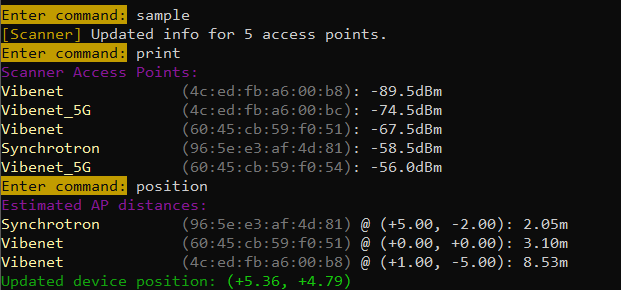 Enter command: sample
[Scanner] Updated info for 5 access points.
Enter command: print
Scanner Access Points:
Vibenet (4c:ed:fb:a6:00:b8): -89.5dBm
Vibenet_5G (4c:ed:fb:a6:00:bc): -74.5dBm
Vibenet (60:45:cb:59:f0:51): -67.5dBm
Synchrotron (96:5e:e3:af:4d:81): -58.5dBm
Vibenet_5G (60:45:cb:59:f0:54): -56.0dBm
Enter command: position
Estimated AP distances:
Synchrotron (96:5e:e3:af:4d:81) @ (+5.00, -2.00): 2.05m
Vibenet (60:45:cb:59:f0:51) @ (+0.00, +0.00): 3.10m
Vibenet (4c:ed:fb:a6:00:b8) @ (+1.00, -5.00): 8.53m
Updated device position: (+5.36, +4.79)